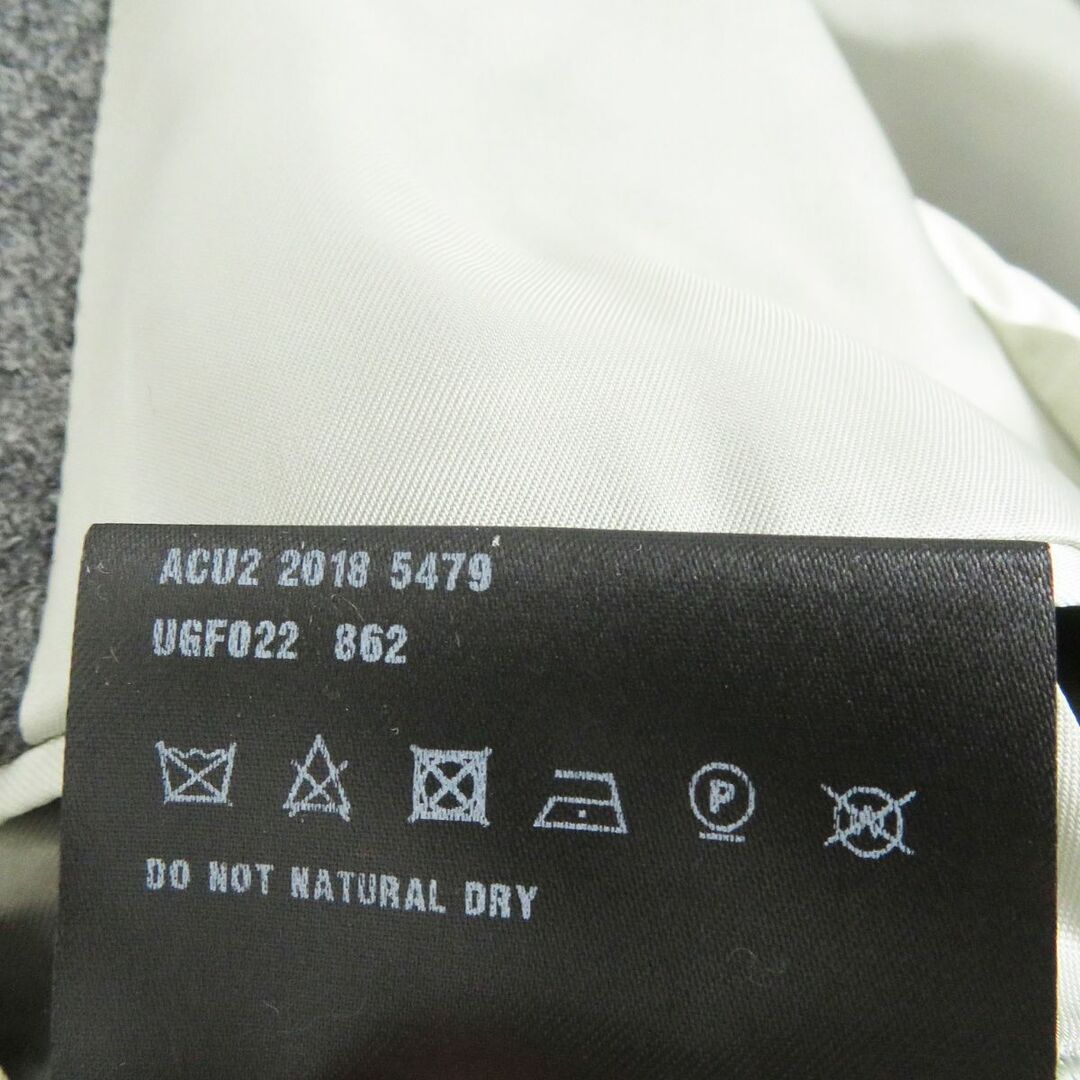 ACU2 2018 5479
UGF022 862
P W
DO NOT NATURAL DRY